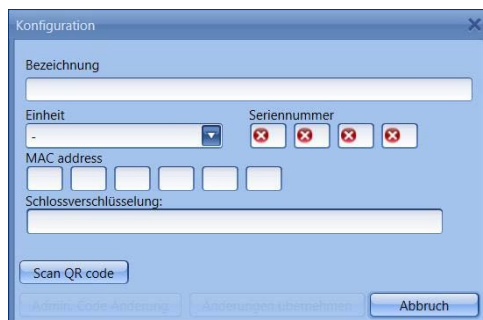 Konfiguration
Bezeichnung
Einheit Seriennummer
-
MAC address
Schlossverschlüsselung:
Scan QR code
Admin. Code Änderung Änderungen übernehmen Abbruch